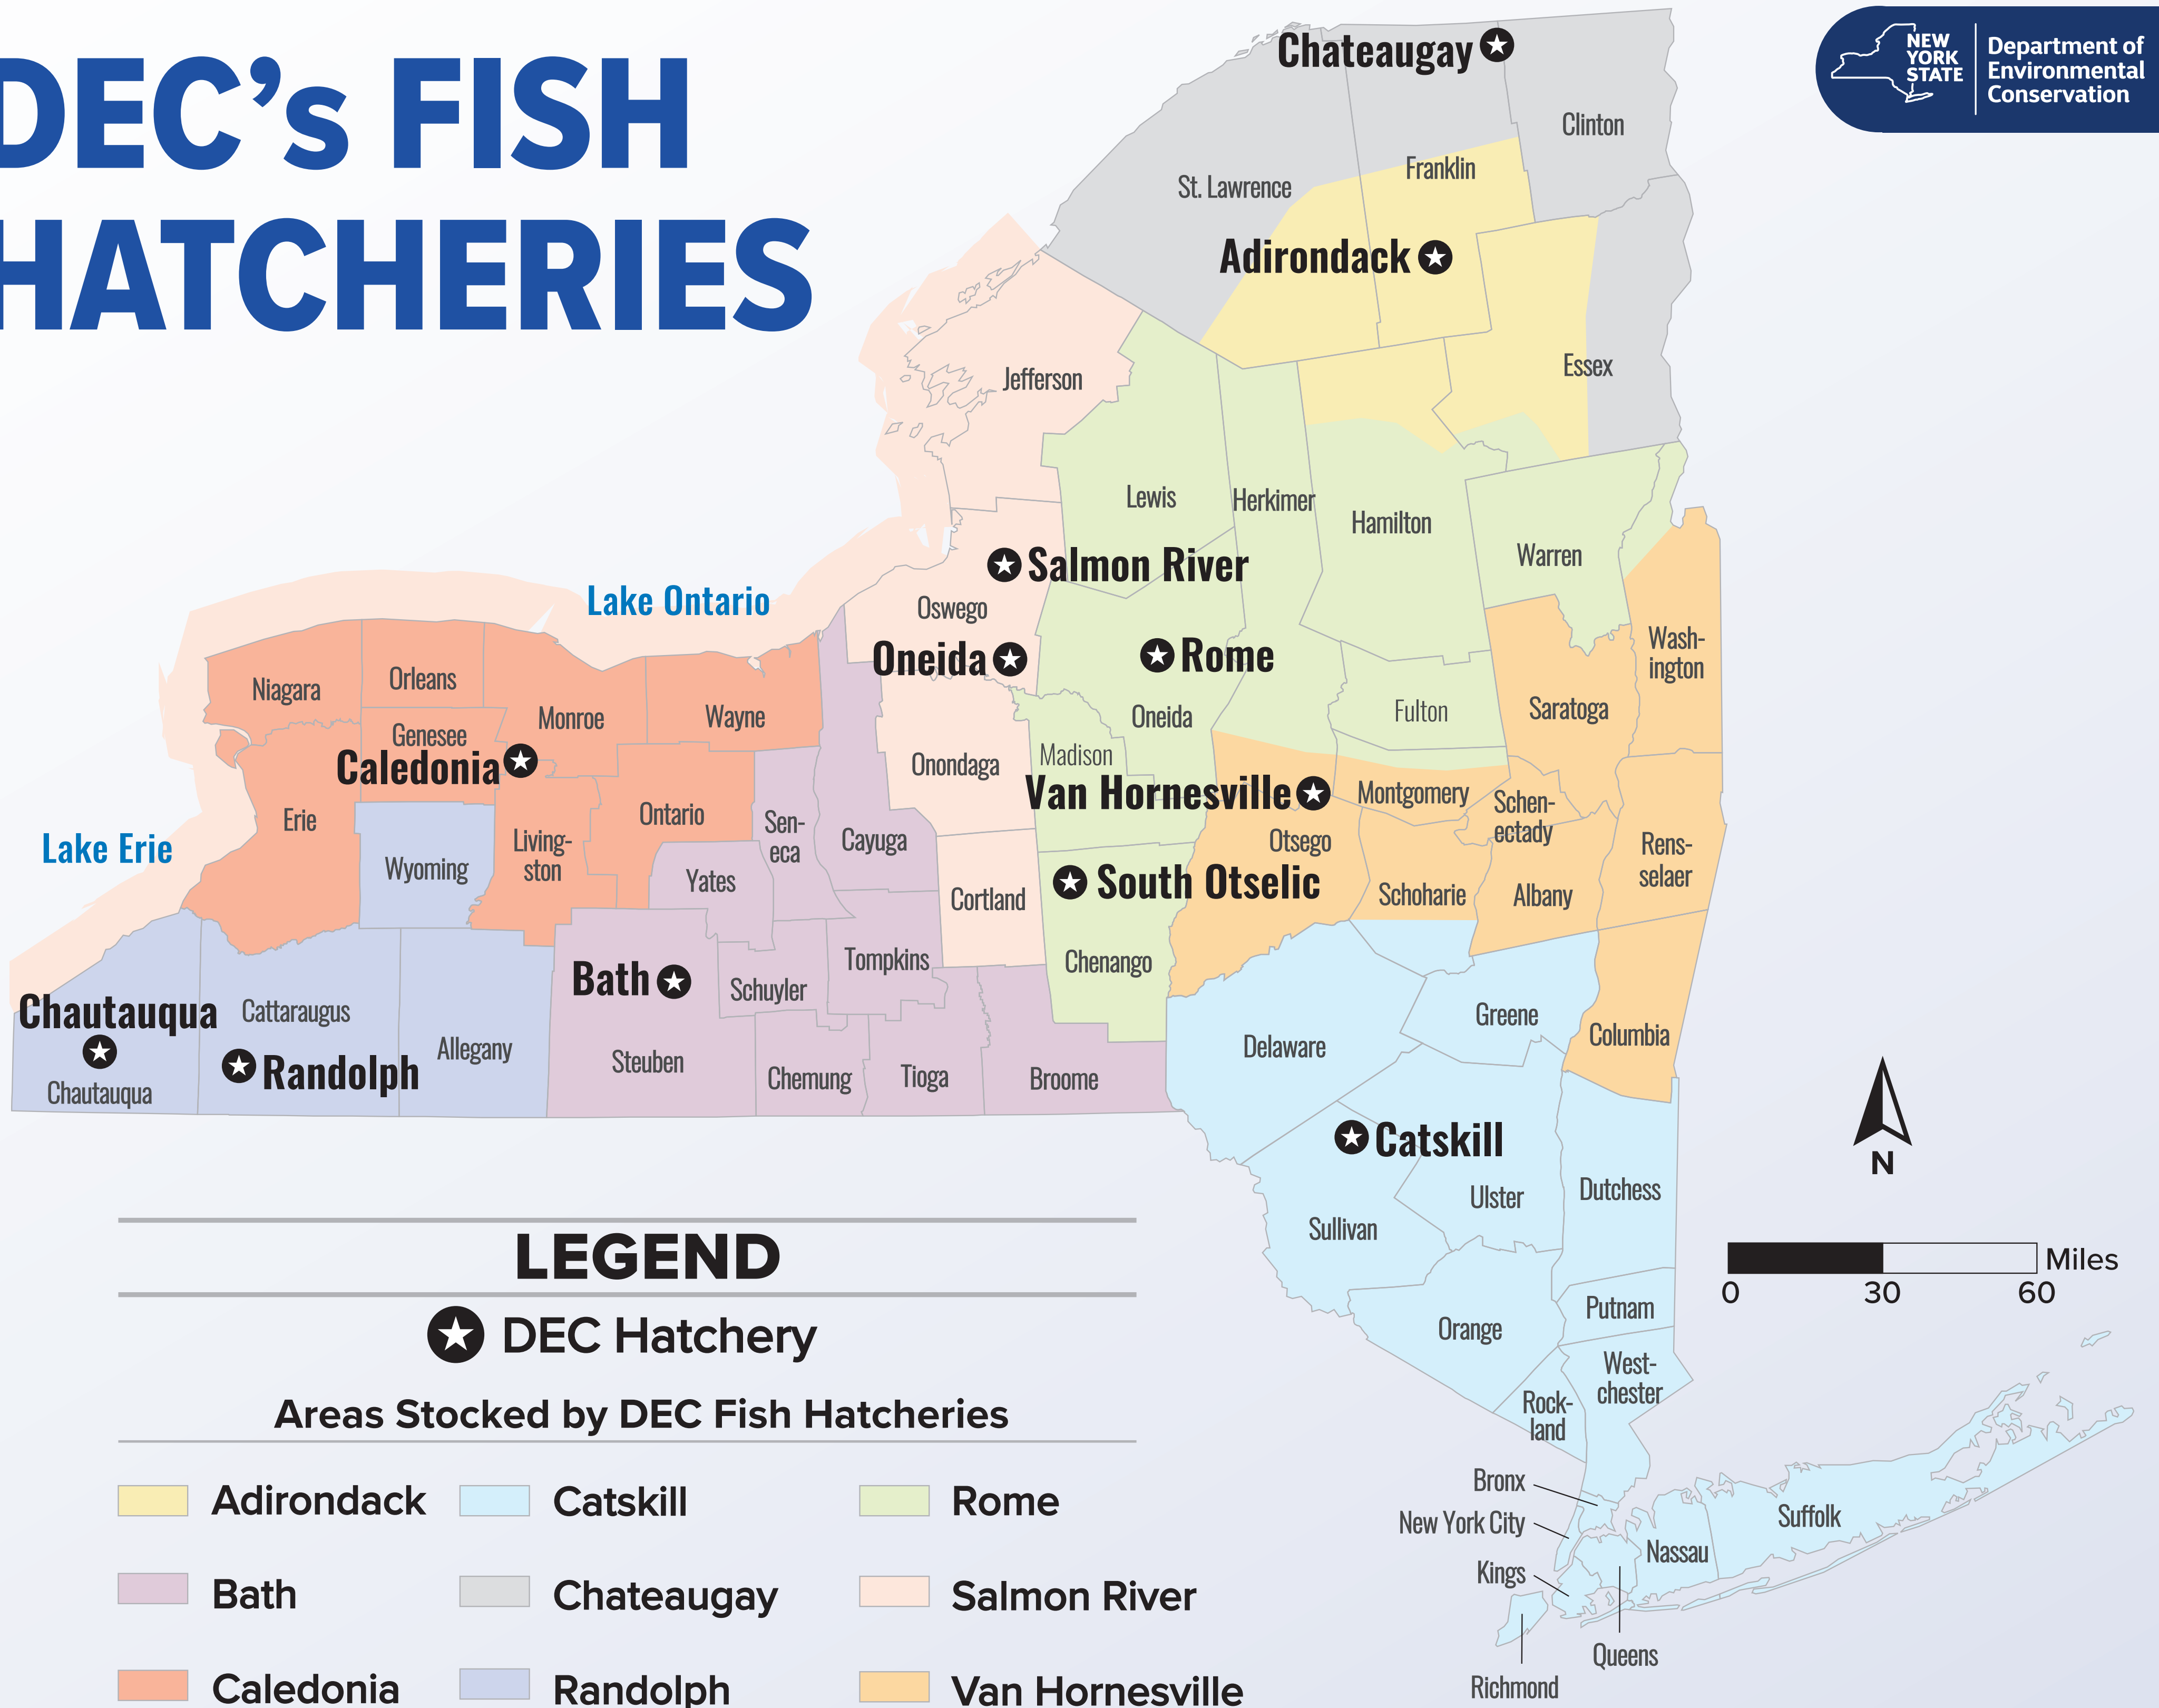 DEC's FISH
HATCHERIES
NEW
YORK
STATE
Department of
Environmental
Conservation
Chateaugay
Clinton
Franklin
St. Lawrence
Adirondack
Essex
Jefferson
Lewis
Herkimer
Hamilton
Warren
Salmon River
Lake Ontario
Oswego
Oneida
Rome
Wash-
ington
Niagara
Orleans
Monroe
Wayne
Oneida
Fulton
Saratoga
Genesee
Caledonia
Onondaga
Madison
Van Hornesville
Montgomery
Schen-
ectady
Erie
Ontario
Sen-
eca
Cayuga
Otsego
Rens-
selaer
Lake Erie
Wyoming
Living-
ston
Yates
Cortland
South Otselic
Schoharie
Albany
Tompkins
Chenango
Bath
Schuyler
Chautauqua
Cattaraugus
Greene
Columbia
Allegany
Delaware
Randolph
Steuben
Chemung
Tioga
Broome
Chautauqua
Catskill
N
Ulster
Dutchess
Sullivan
LEGEND
Miles
0 30 60
Putnam
Orange
DEC Hatchery
West-
chester
Rock-
land
Areas Stocked by DEC Fish Hatcheries
Bronx
New York City
Suffolk
Nassau
Kings
Queens
Richmond
Adirondack
Catskill
Rome
Bath
Chateaugay
Salmon River
Caledonia
Randolph
Van Hornesville